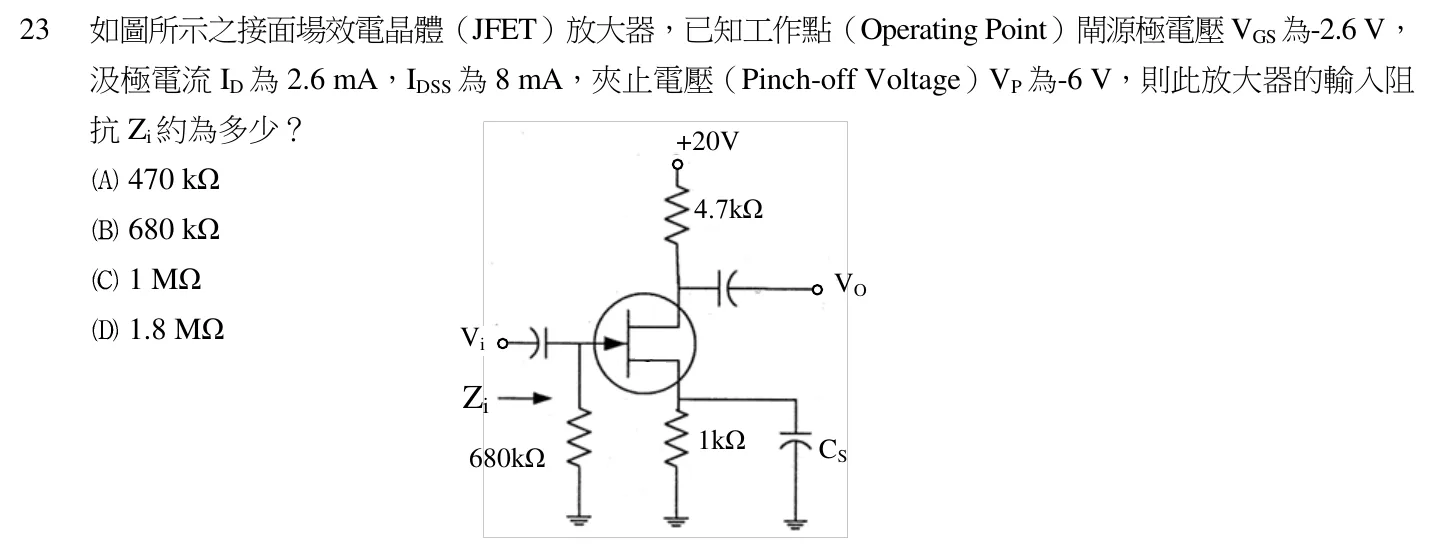 23 如圖所示之接面場效電晶體（JFET）放大器，已知工作點（Operating Point）閘源極電壓 VGS 為-2.6 V，
汲極電流 ID 為 2.6 mA，IDSS 為 8 mA，夾止電壓（Pinch-off Voltage）VP 為-6 V，則此放大器的輸入阻
抗 Zi 約為多少？
(A) 470 kΩ
(B) 680 kΩ
(C) 1 MΩ
(D) 1.8 MΩ
+20V
4.7kΩ
VO
Vi
Zi
680kΩ
1kΩ
CS